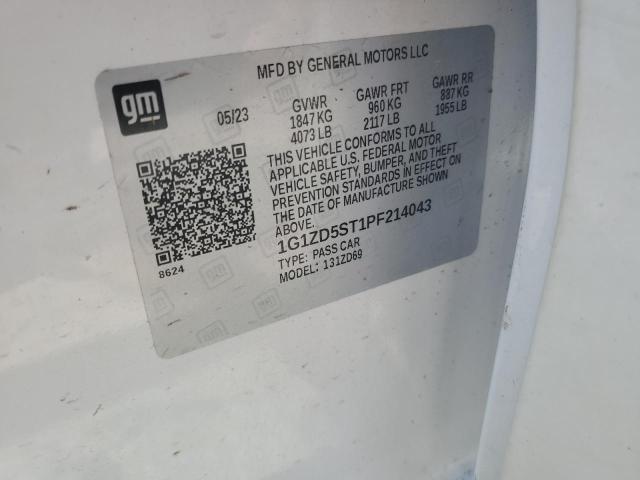 MFD BY GENERAL MOTORS LLC
gm
05/23 GVWR GAWR FRT GAWR RR
1847 KG 960 KG 887 KG
4073 LB 2117 LB 1955 LB
THIS VEHICLE CONFORMS TO ALL
APPLICABLE U.S. FEDERAL MOTOR
VEHICLE SAFETY, BUMPER, AND THEFT
PREVENTION STANDARDS IN EFFECT ON
THE DATE OF MANUFACTURE SHOWN
ABOVE.
1G1ZD5ST1PF214043
TYPE: PASS CAR
MODEL: 131ZD69
8624